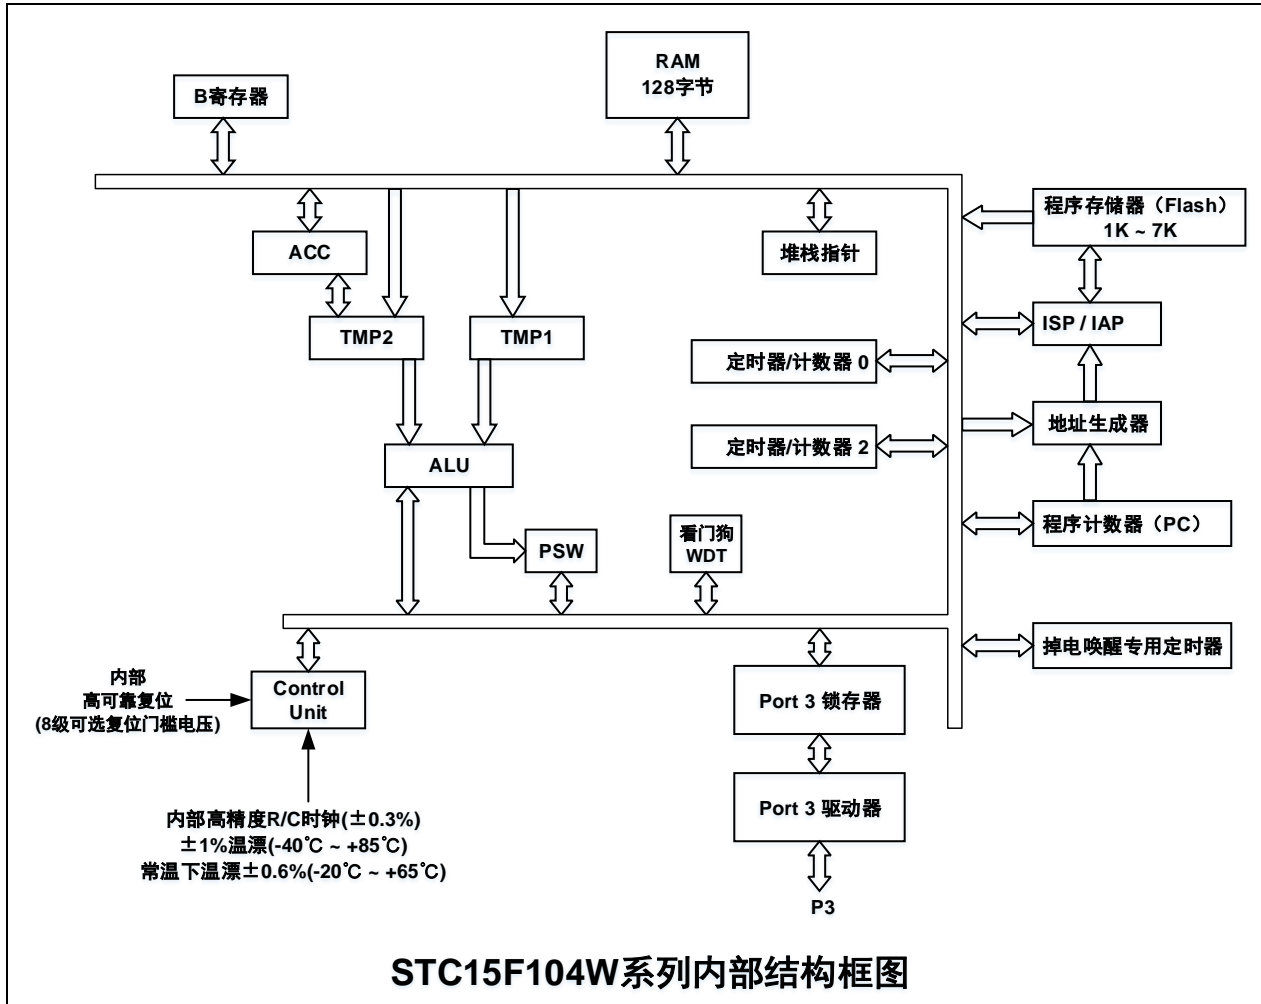 RAM
128字节
B寄存器
程序存储器（Flash）
1K ~ 7K
ACC
堆栈指针
ISP / IAP
TMP2
TMP1
定时器/计数器 0
地址生成器
定时器/计数器 2
ALU
程序计数器（PC）
看门狗
WDT
PSW
掉电唤醒专用定时器
内部
高可靠复位
(8级可选复位门槛电压)
Control
Unit
Port 3 锁存器
Port 3 驱动器
内部高精度R/C时钟(±0.3%)
±1%温漂(-40℃ ~ +85℃)
常温下温漂±0.6%(-20℃ ~ +65℃)
P3
STC15F104W系列内部结构框图